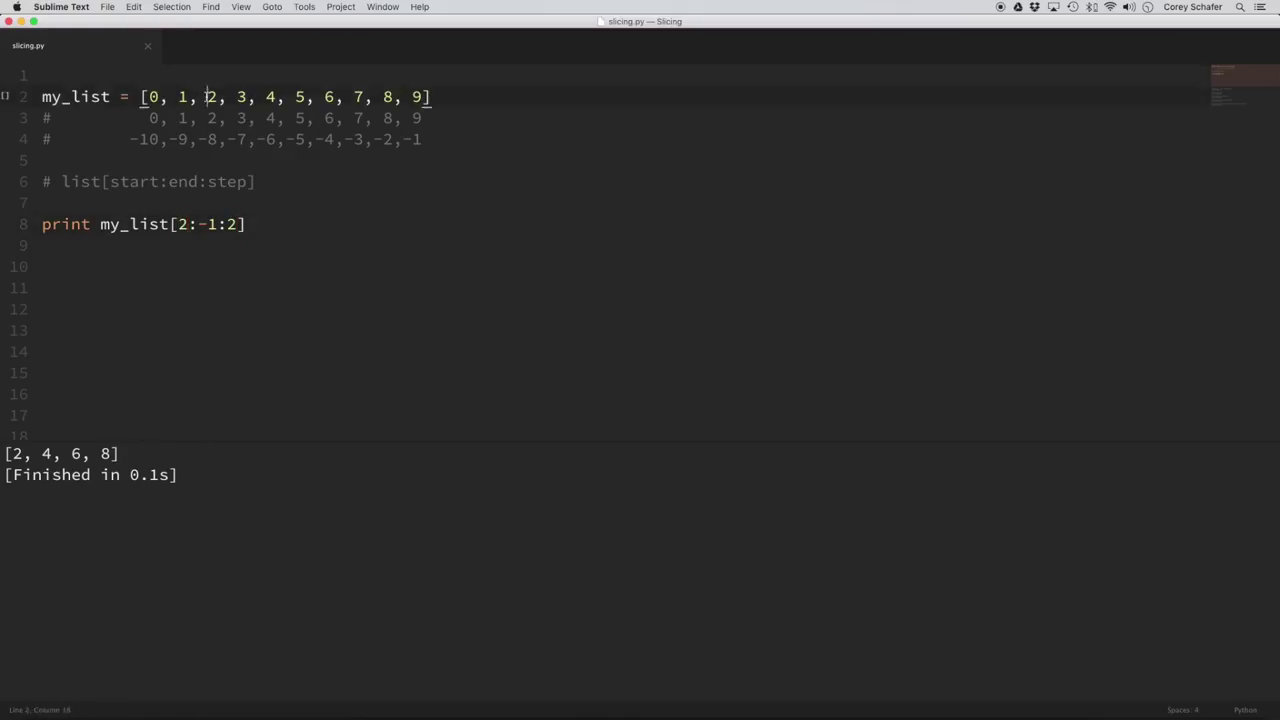 Sublime Text File Edit Selection Find View Goto Tools Project Window Help Corey Schafer
slicing.py — Slicing
slicing.py
1
2 my_list = [0, 1, 2, 3, 4, 5, 6, 7, 8, 9]
3 # 0, 1, 2, 3, 4, 5, 6, 7, 8, 9
4 # -10,-9,-8,-7,-6,-5,-4,-3,-2,-1
5
6 # list[start:end:step]
7
8 print my_list[2:-1:2]
9
10
11
12
13
14
15
16
17
18
[2, 4, 6, 8]
[Finished in 0.1s]
Line 2, Column 18 Spaces: 4 Python